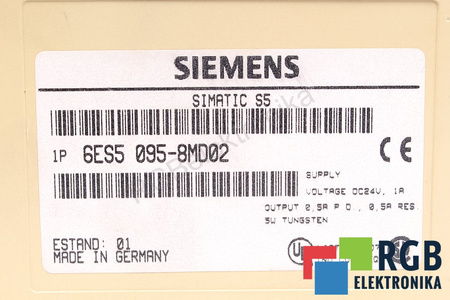 SIEMENS
SIMATIC S5
1P 6ES5 095-8MD02
SUPPLY
VOLTAGE DC24V, 1A
OUTPUT 0,5A P D , 0,5A RES
5W TUNGSTEN
ESTAND: 01
MADE IN GERMANY
CE
UL
RGB
ELEKTRONIKA